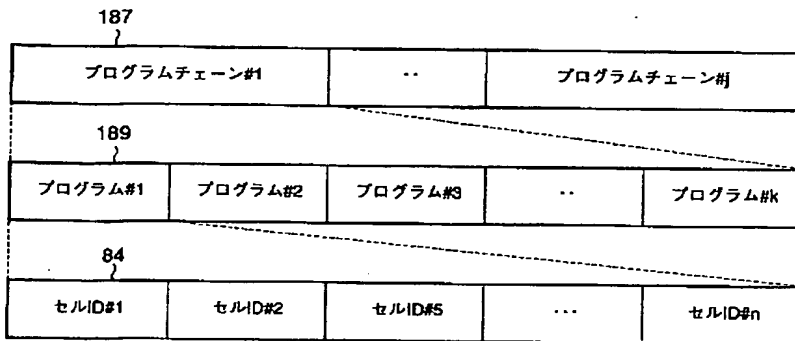 187
プログラムチェーン#1 ・・ プログラムチェーン#j
189
プログラム#1 プログラム#2 プログラム#3 ・・ プログラム#k
84
セルID#1 セルID#2 セルID#5 ・・・ セルID#n